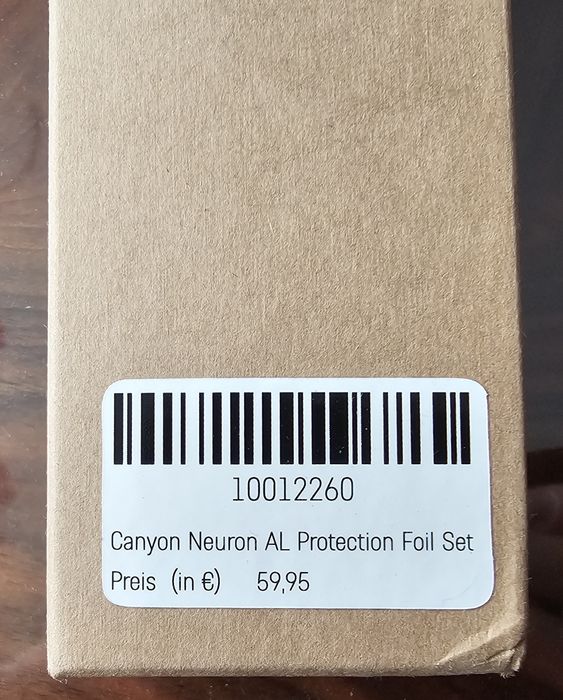 10012260
Canyon Neuron AL Protection Foil Set
Preis (in €) 59,95